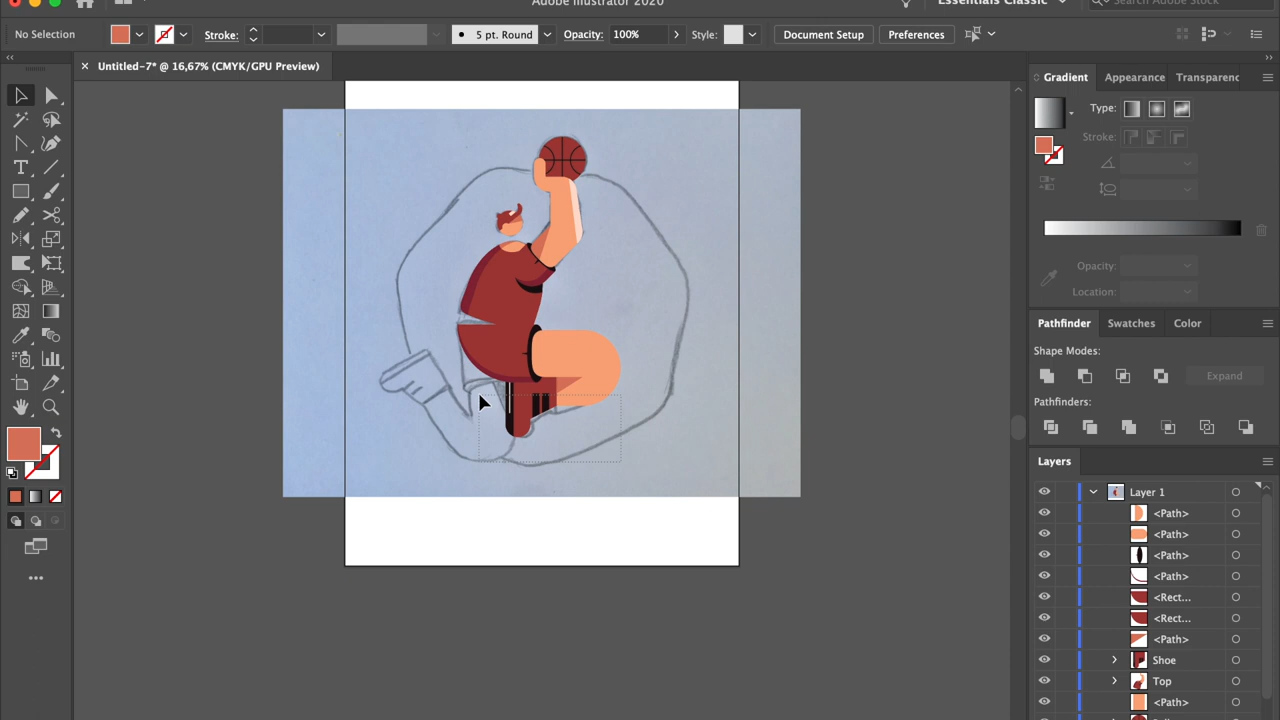 Adobe Illustrator 2020
Essentials Classic
Search Adobe Stock
No Selection
Stroke:
5 pt. Round
Opacity:
100%
Style:
Document Setup
Preferences
Untitled-7* @ 16,67% (CMYK/GPU Preview)
Gradient
Appearance
Transparenc
Type:
Stroke:
Opacity:
Location:
Pathfinder
Swatches
Color
Shape Modes:
Expand
Pathfinders:
Layers
Layer 1
<Path>
<Path>
<Path>
<Path>
<Rect...
<Rect...
<Path>
Shoe
Top
<Path>